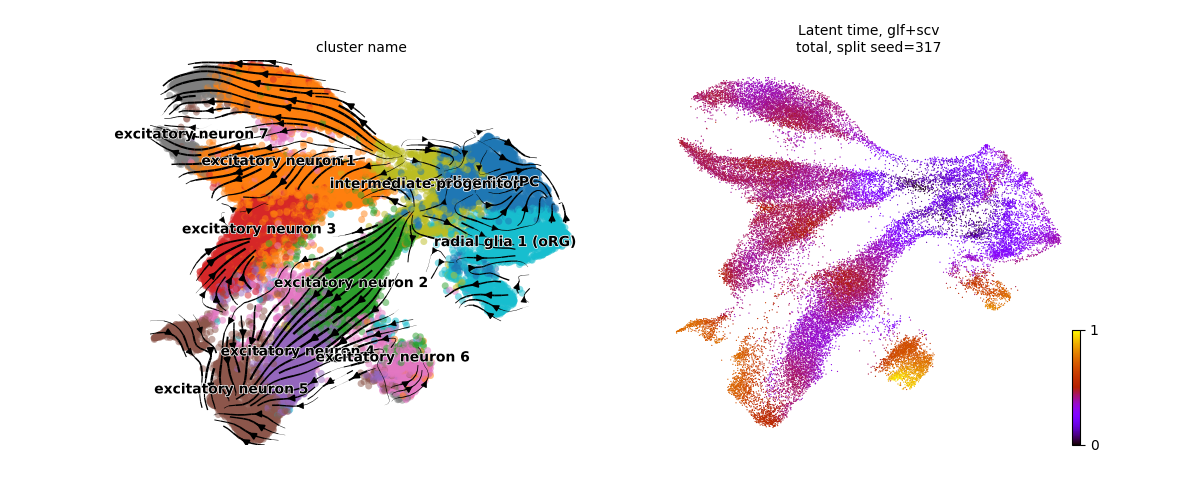 cluster name
Latent time, glf+scv
total, split seed=317
excitatory neuron 7
excitatory neuron 1
intermediate progenitor
IPC
excitatory neuron 3
radial glia 1 (oRG)
excitatory neuron 2
excitatory neuron 4
excitatory neuron 6
excitatory neuron 5
1
0